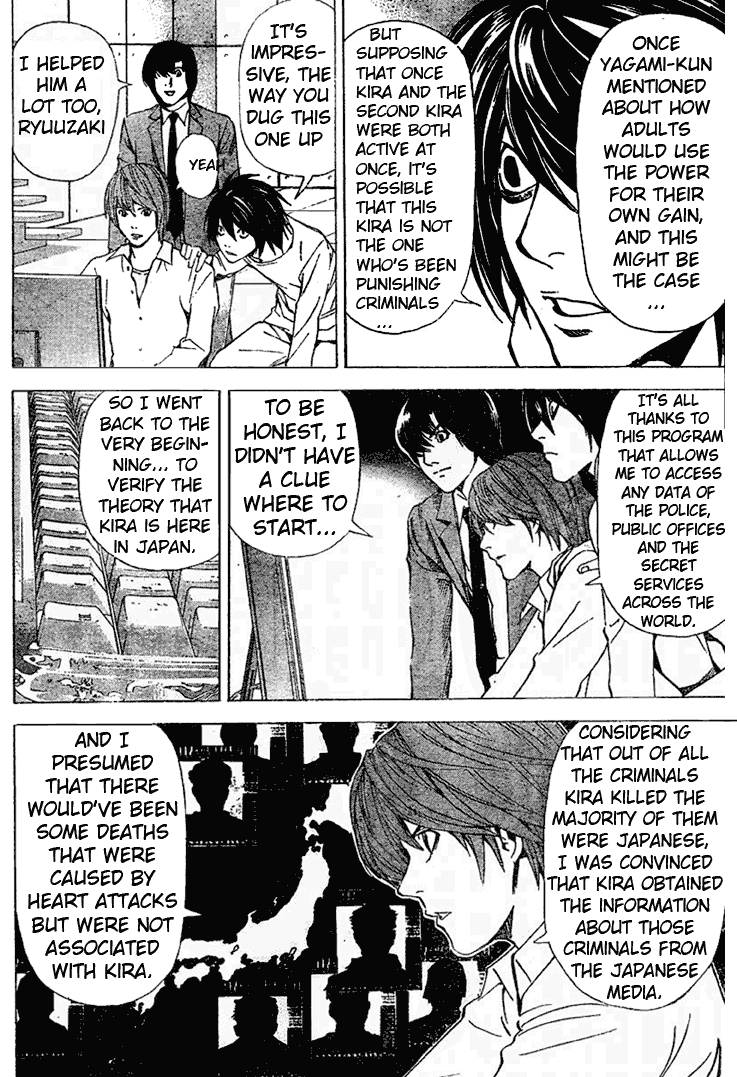 ONCE
YAGAMI-KUN
MENTIONED
ABOUT HOW
ADULTS
WOULD USE
THE POWER
FOR THEIR
OWN GAIN,
AND THIS
MIGHT BE
THE CASE
...
BUT
SUPPOSING
THAT ONCE
KIRA AND THE
SECOND KIRA
WERE BOTH
ACTIVE AT
ONCE, IT'S
POSSIBLE
THAT THIS
KIRA IS NOT
THE ONE
WHO'S BEEN
PUNISHING
CRIMINALS
...
IT'S
IMPRES-
SIVE, THE
WAY YOU
DUG THIS
ONE UP
YEAH
I HELPED
HIM A
LOT TOO,
RYUUZAKI
IT'S ALL
THANKS TO
THIS PROGRAM
THAT ALLOWS
ME TO ACCESS
ANY DATA OF
THE POLICE,
PUBLIC OFFICES
AND THE
SECRET
SERVICES
ACROSS THE
WORLD.
TO BE
HONEST, I
DIDN'T HAVE
A CLUE
WHERE TO
START...
SO I WENT
BACK TO THE
VERY BEGIN-
NING... TO
VERIFY THE
THEORY THAT
KIRA IS HERE
IN JAPAN.
CONSIDERING
THAT OUT OF ALL
THE CRIMINALS
KIRA KILLED THE
MAJORITY OF THEM
WERE JAPANESE,
I WAS CONVINCED
THAT KIRA OBTAINED
THE INFORMATION
ABOUT THOSE
CRIMINALS FROM
THE JAPANESE
MEDIA.
AND I
PRESUMED
THAT THERE
WOULD'VE BEEN
SOME DEATHS
THAT WERE
CAUSED BY
HEART ATTACKS
BUT WERE NOT
ASSOCIATED
WITH KIRA.